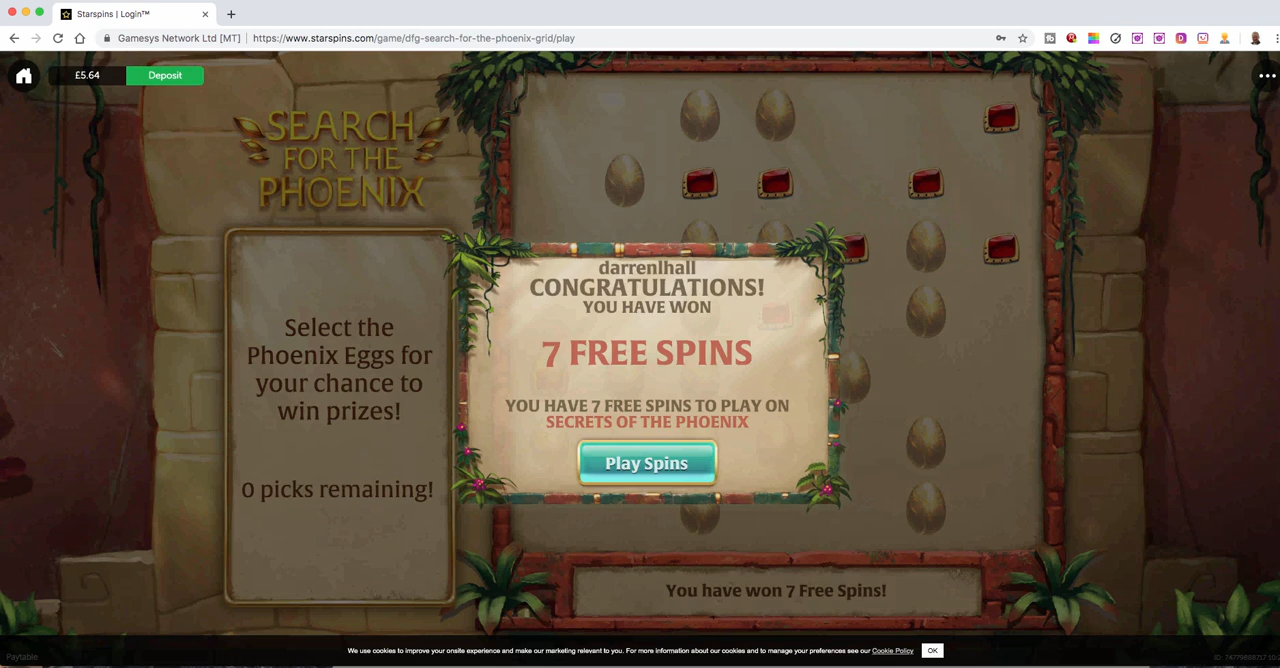 Starspins | Login™
Gamesys Network Ltd [MT]
https://www.starspins.com/game/dfg-search-for-the-phoenix-grid/play
£5.64
Deposit
SEARCH
FOR THE
PHOENIX
Select the
Phoenix Eggs for
your chance to
win prizes!
0 picks remaining!
darrenlhall
CONGRATULATIONS!
YOU HAVE WON
7 FREE SPINS
YOU HAVE 7 FREE SPINS TO PLAY ON
SECRETS OF THE PHOENIX
Play Spins
You have won 7 Free Spins!
We use cookies to improve your onsite experience and make our marketing relevant to you. For more information about our cookies and to manage your preferences see our Cookie Policy
OK
Paytable